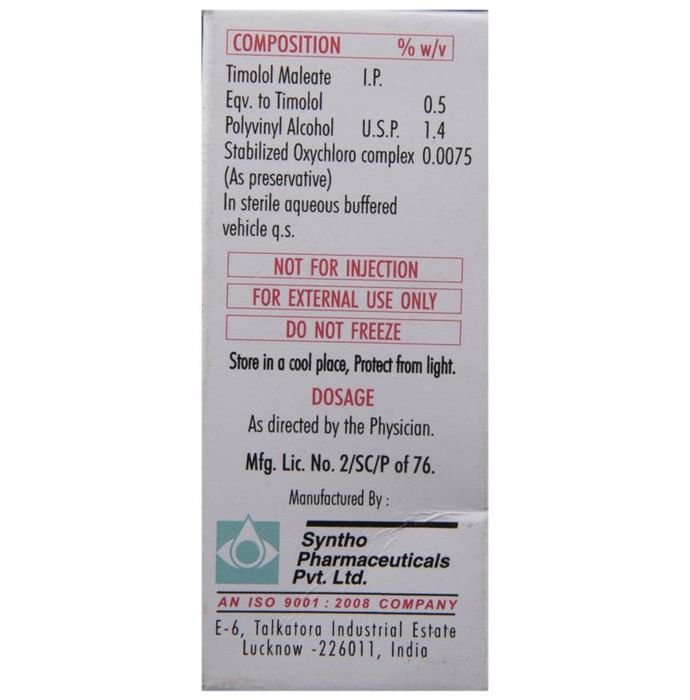 COMPOSITION % w/v
Timolol Maleate I.P.
Eqv. to Timolol 0.5
Polyvinyl Alcohol U.S.P. 1.4
Stabilized Oxychloro complex 0.0075
(As preservative)
In sterile aqueous buffered
vehicle q.s.
NOT FOR INJECTION
FOR EXTERNAL USE ONLY
DO NOT FREEZE
Store in a cool place, Protect from light.
DOSAGE
As directed by the Physician.
Mfg. Lic. No. 2/SC/P of 76.
Manufactured By :
Syntho
Pharmaceuticals
Pvt. Ltd.
AN ISO 9001 : 2008 COMPANY
E-6, Talkatora Industrial Estate
Lucknow -226011, India